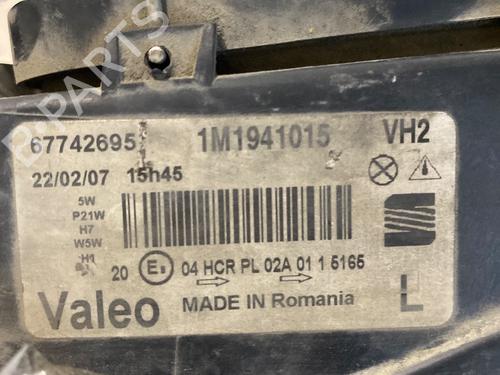 67742695 1M1941015 VH2
22/02/07 15h45
5W
P21W
H7
W5W
H1
20 E 04 HCR PL 02A 01 1 5165
Valeo MADE IN Romania L
B-PARTS